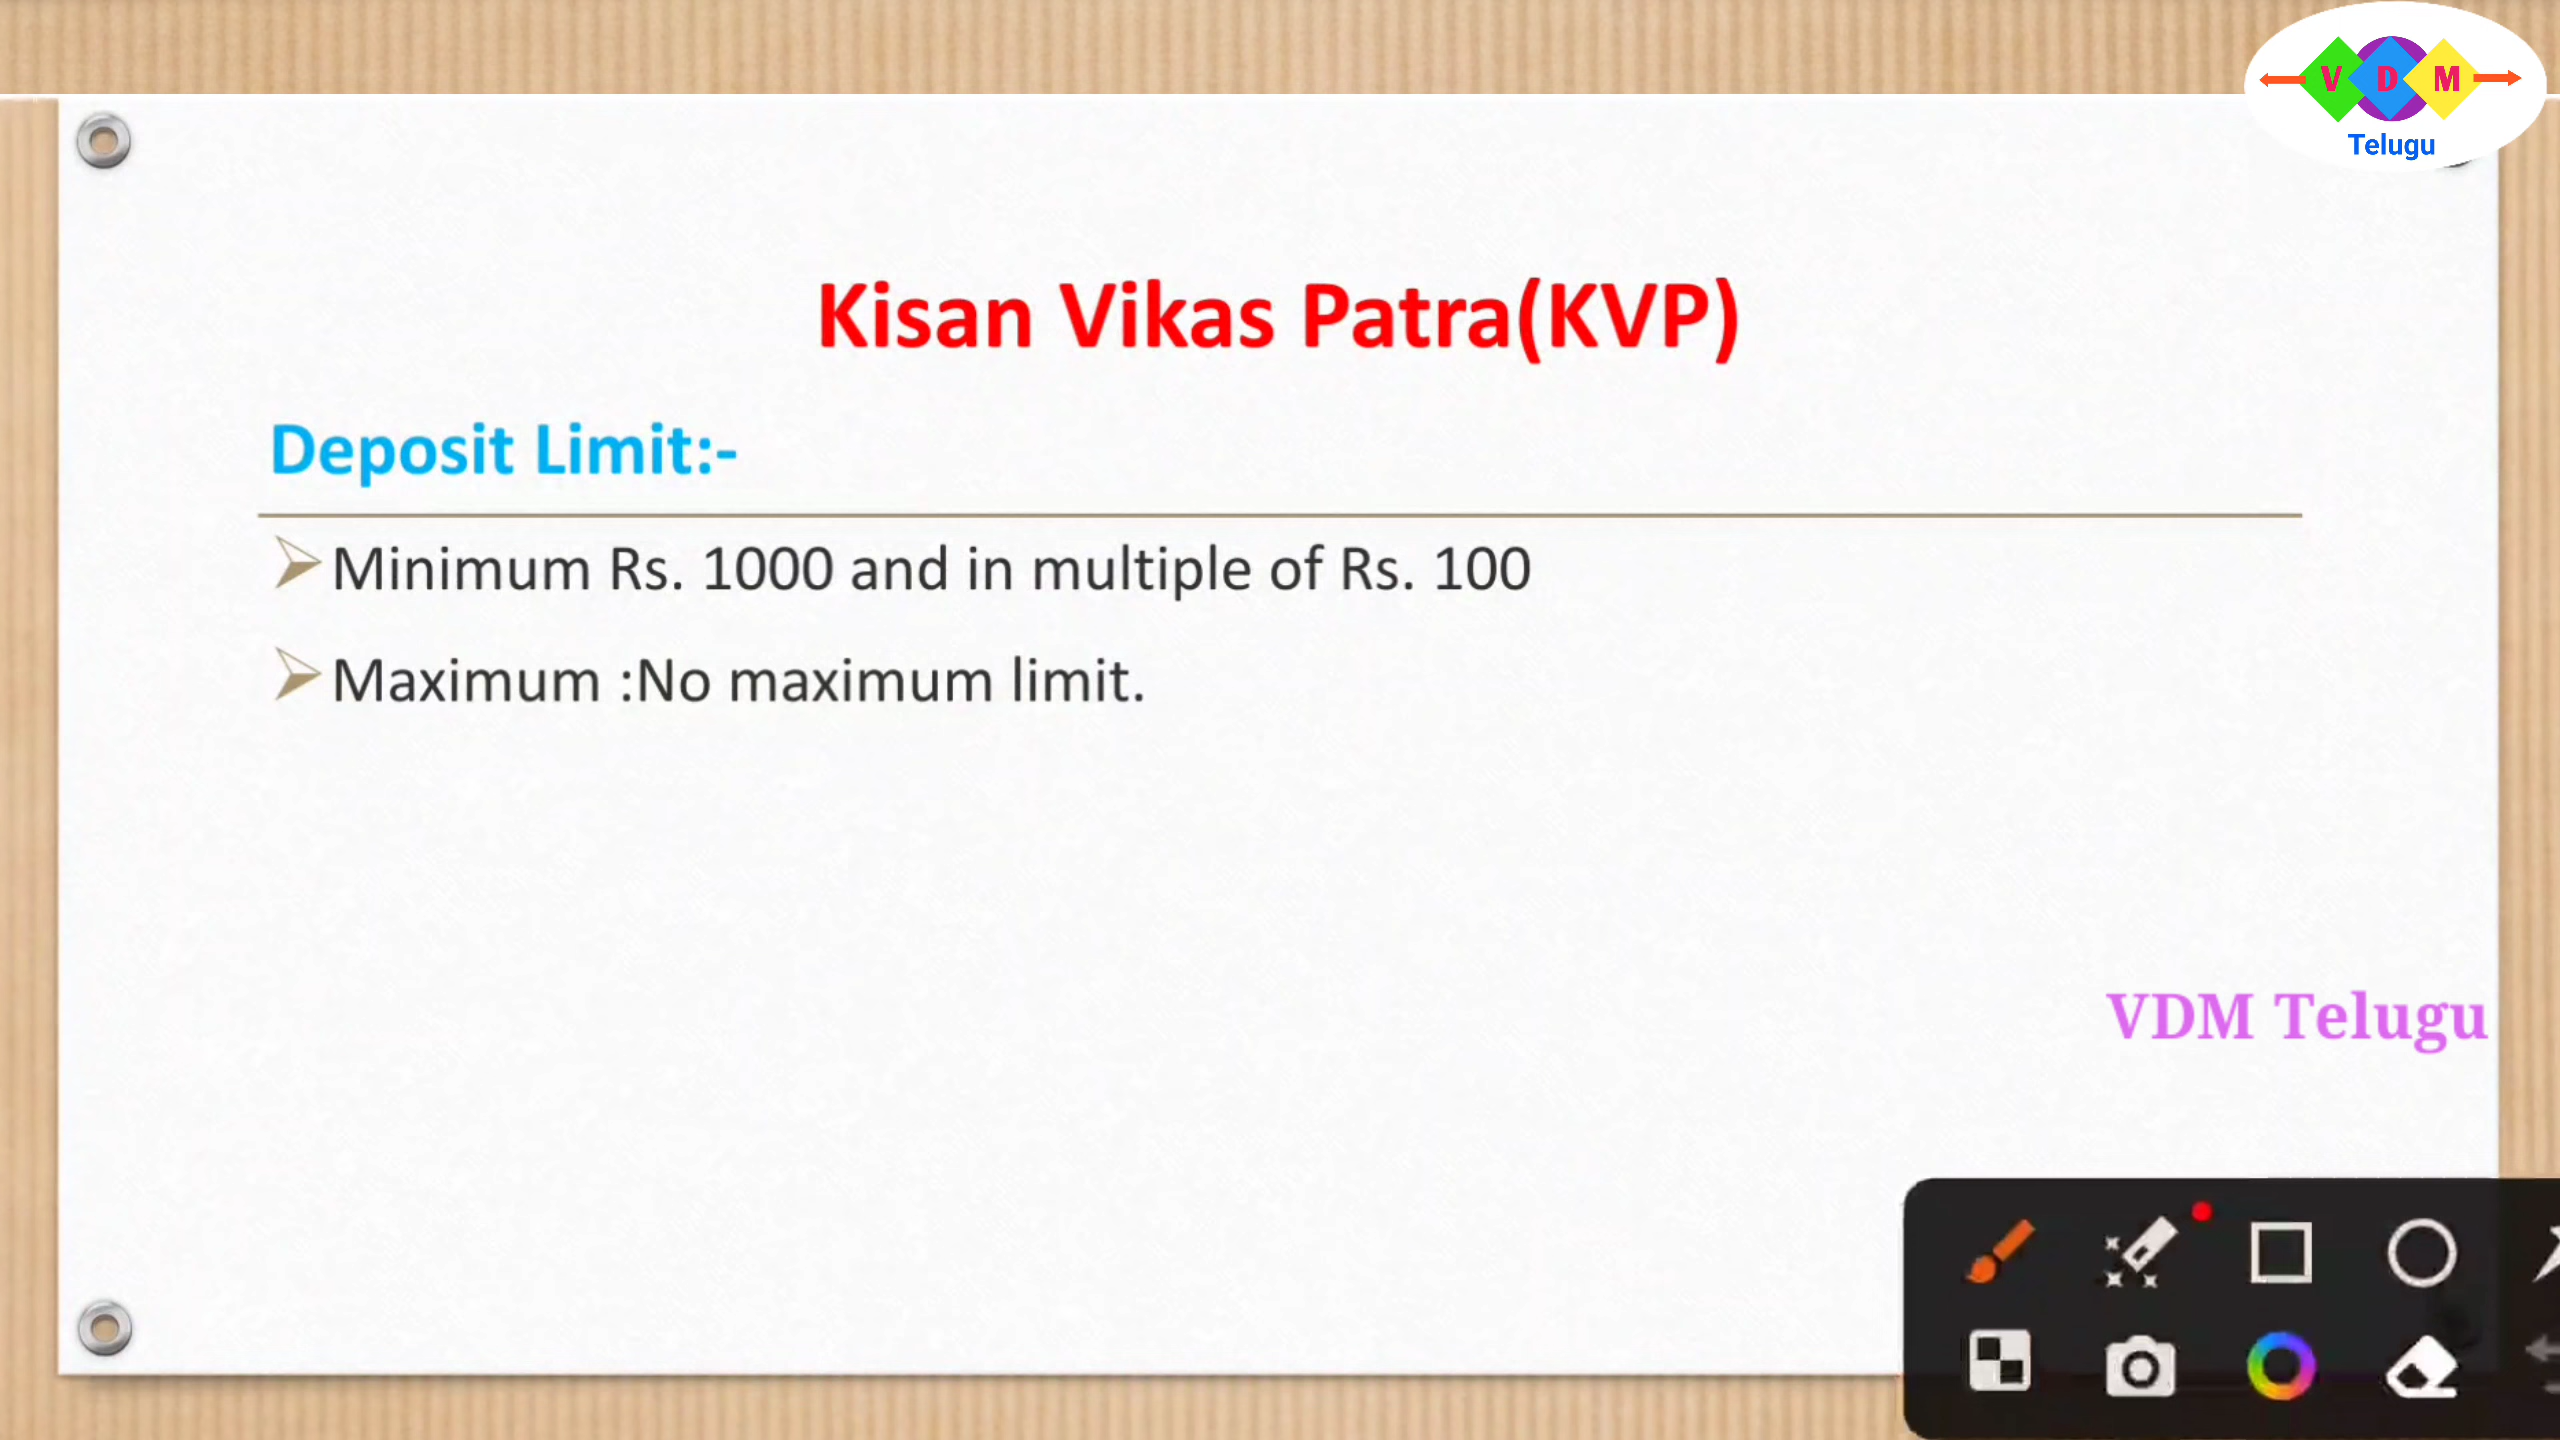 V D M
Telugu
Kisan Vikas Patra(KVP)
Deposit Limit:-
Minimum Rs. 1000 and in multiple of Rs. 100
Maximum :No maximum limit.
VDM Telugu